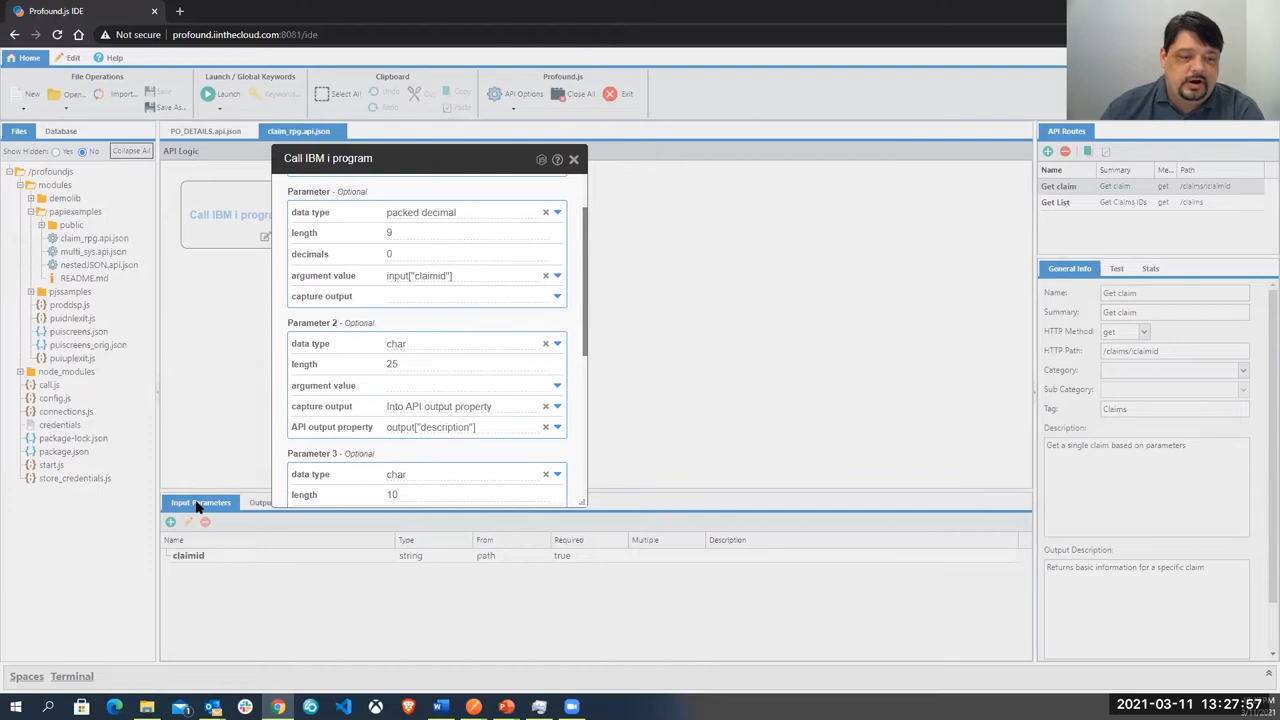 Profound.js IDE
Not secure
profound.iinthecloud.com:8081/ide
Home
Edit
Help
File Operations
Launch / Global Keywords
Clipboard
Profound.js
New
Open...
Import...
Save
Save As...
Launch
Keywords...
Select All
Undo
Redo
Cut
Copy
Paste
API Options
Close All
Exit
Files
Database
Show Hidden:
Yes
No
Collapse All
/profound
modules
demolib
papiexamples
public
claim_rpg.api.json
multi_sys.api.json
nestedJSON.api.json
README.md
pjssamples
proddsp.js
puidnlexit.js
puiscreens.json
puiscreens_orig.json
puiuplexit.js
node_modules
call.js
config.js
connections.js
credentials
package-lock.json
package.json
start.js
store_credentials.js
PO_DETAILS.api.json
claim_rpg.api.json
API Logic
Call IBM i progra
Call IBM i program
Parameter - Optional
data type
packed decimal
length
9
decimals
0
argument value
input["claimid"]
capture output
Parameter 2 - Optional
data type
char
length
25
argument value
capture output
Into API output property
API output property
output["description"]
Parameter 3 - Optional
data type
char
length
10
Input Parameters
Outpu
Name
Type
From
Required
Multiple
Description
claimid
string
path
true
API Routes
Name
Summary
Me...
Path
Get claim
Get claim
get
/claims/:claimid
Get List
Get Claims IDs
get
/claims
General Info
Test
Stats
Name:
Get claim
Summary:
Get claim
HTTP Method:
get
HTTP Path:
/claims/:claimid
Category:
Sub Category:
Tag:
Claims
Description:
Get a single claim based on parameters
Output Description:
Returns basic information for a specific claim
Spaces
Terminal
2021-03-11 13:27:57